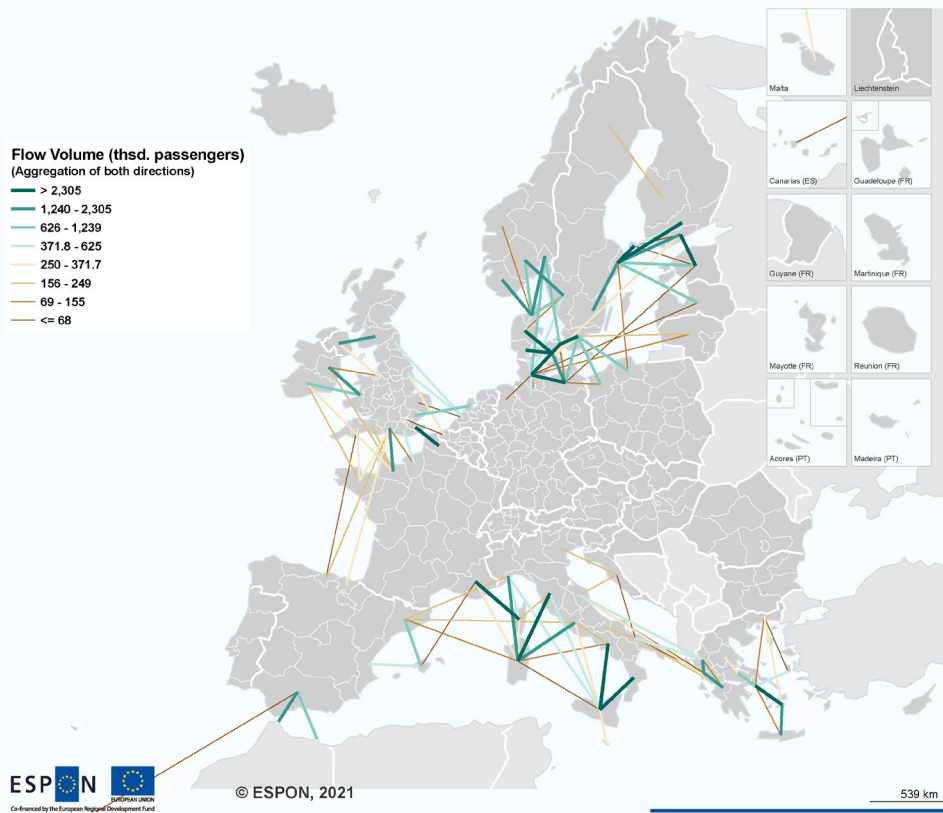 Malta
Liechtenstein
Flow Volume (thsd. passengers)
(Aggregation of both directions)
> 2,305
1,240 - 2,305
626 - 1,239
371.8 - 625
250 - 371.7
156 - 249
69 - 155
<= 68
Canarias (ES)
Guadeloupe (FR)
Guyane (FR)
Martinique (FR)
Mayotte (FR)
Reunion (FR)
Acores (PT)
Madeira (PT)
ESPON
EUROPEAN UNION
Co-financed by the European Regional Development Fund
© ESPON, 2021
539 km